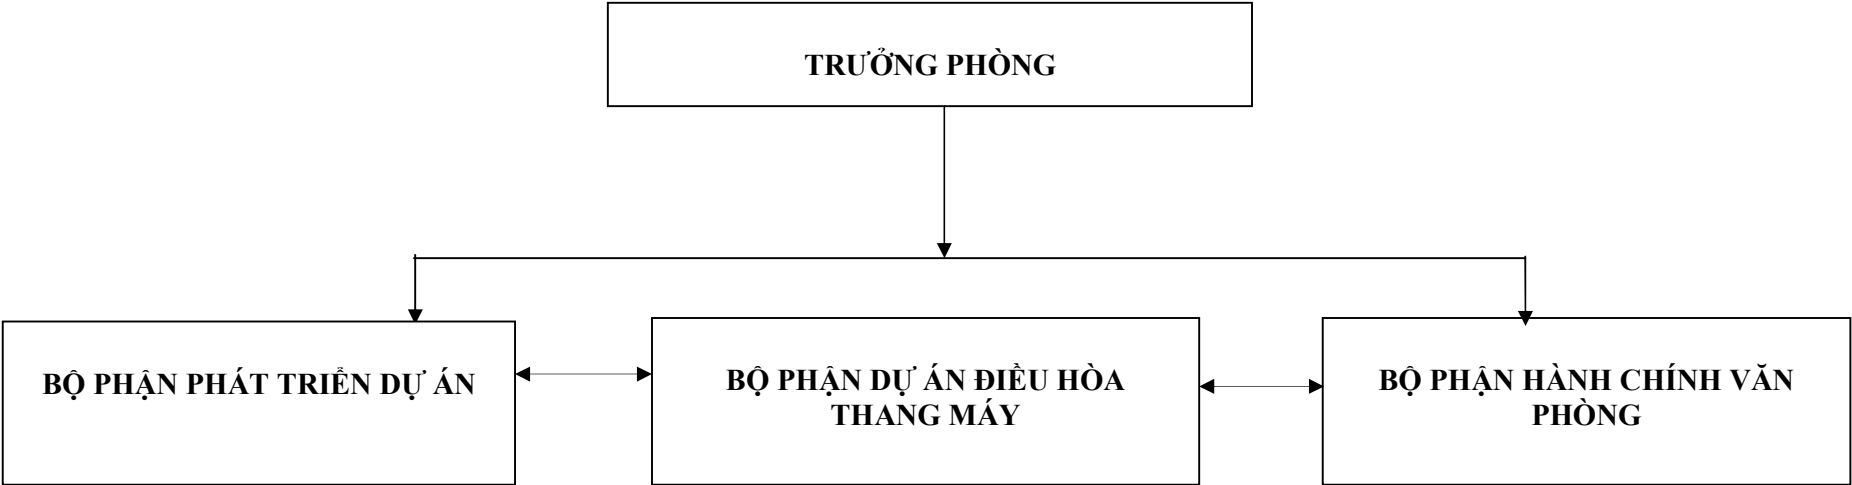 TRƯỞNG PHÒNG
BỘ PHẬN PHÁT TRIỂN DỰ ÁN
BỘ PHẬN DỰ ÁN ĐIỀU HÒA
THANG MÁY
BỘ PHẬN HÀNH CHÍNH VĂN
PHÒNG